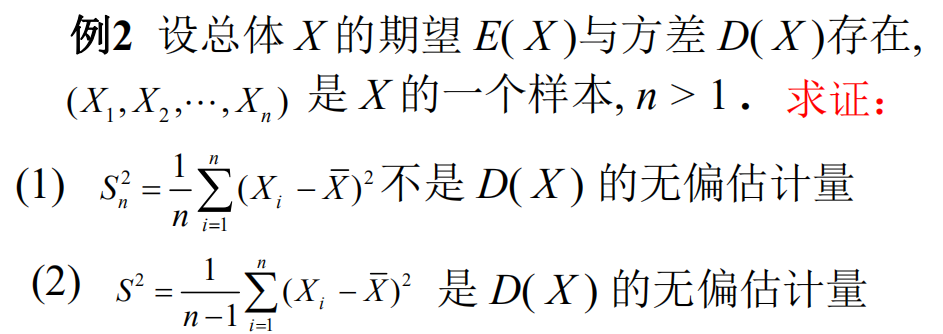 例2 设总体 X 的期望 E( X )与方差 D( X )存在,
(X₁, X₂, ⋯, Xₙ) 是 X 的一个样本, n > 1. 求证:
(1) Sₙ² = 1/n ∑ᵢ₌₁ⁿ (Xᵢ − X̄)² 不是 D( X ) 的无偏估计量
(2) S² = 1/(n−1) ∑ᵢ₌₁ⁿ (Xᵢ − X̄)² 是 D( X ) 的无偏估计量